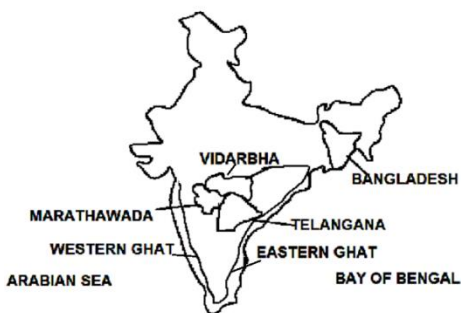 VIDARBHA
BANGLADESH
MARATHAWADA
TELANGANA
WESTERN GHAT
EASTERN GHAT
ARABIAN SEA
BAY OF BENGAL